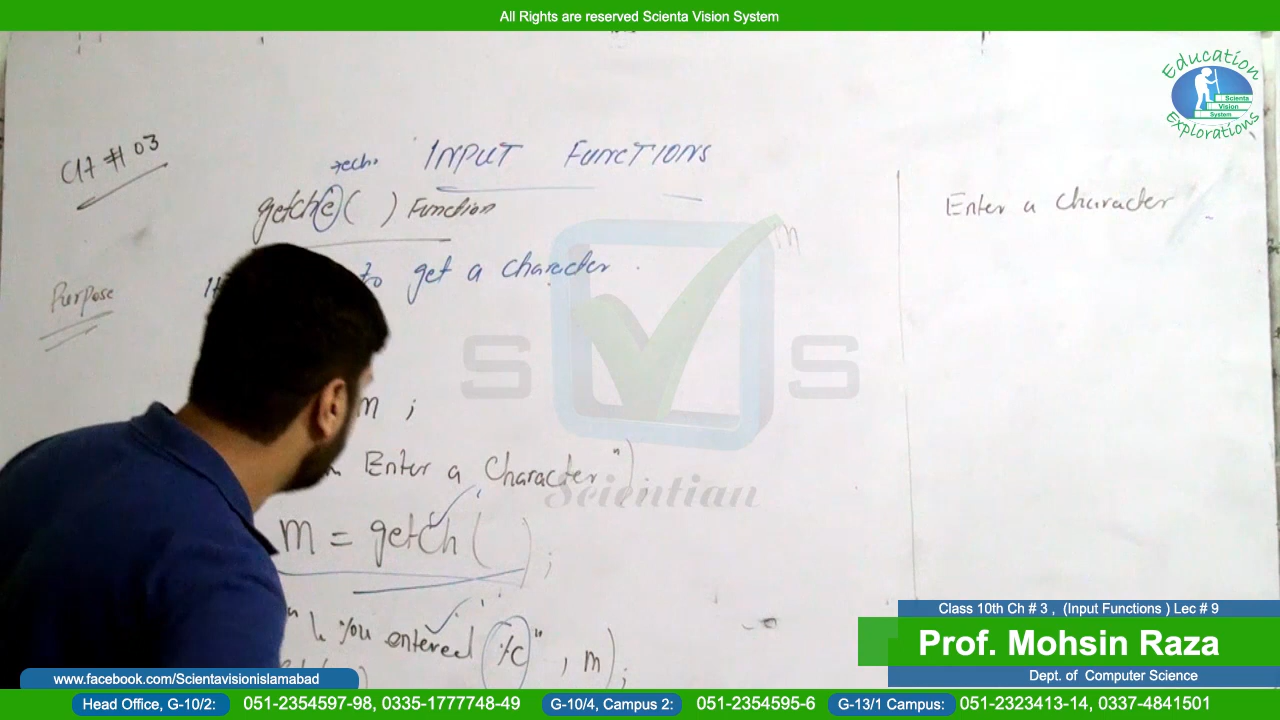 All Rights are reserved Scienta Vision System
Education
Scienta
Vision
System
Explorations
CH # 03
INPUT FUNCTIONS
getche( ) Function
Enter a Character
m
Purpose
to get a character
S S
m ;
Enter a Character")
Scientian
m = getch( );
you entered %c" , m);
Class 10th Ch # 3 , (Input Functions ) Lec # 9
Prof. Mohsin Raza
Dept. of Computer Science
www.facebook.com/Scientavisionislamabad
Head Office, G-10/2: 051-2354597-98, 0335-1777748-49 G-10/4, Campus 2: 051-2354595-6 G-13/1 Campus: 051-2323413-14, 0337-4841501